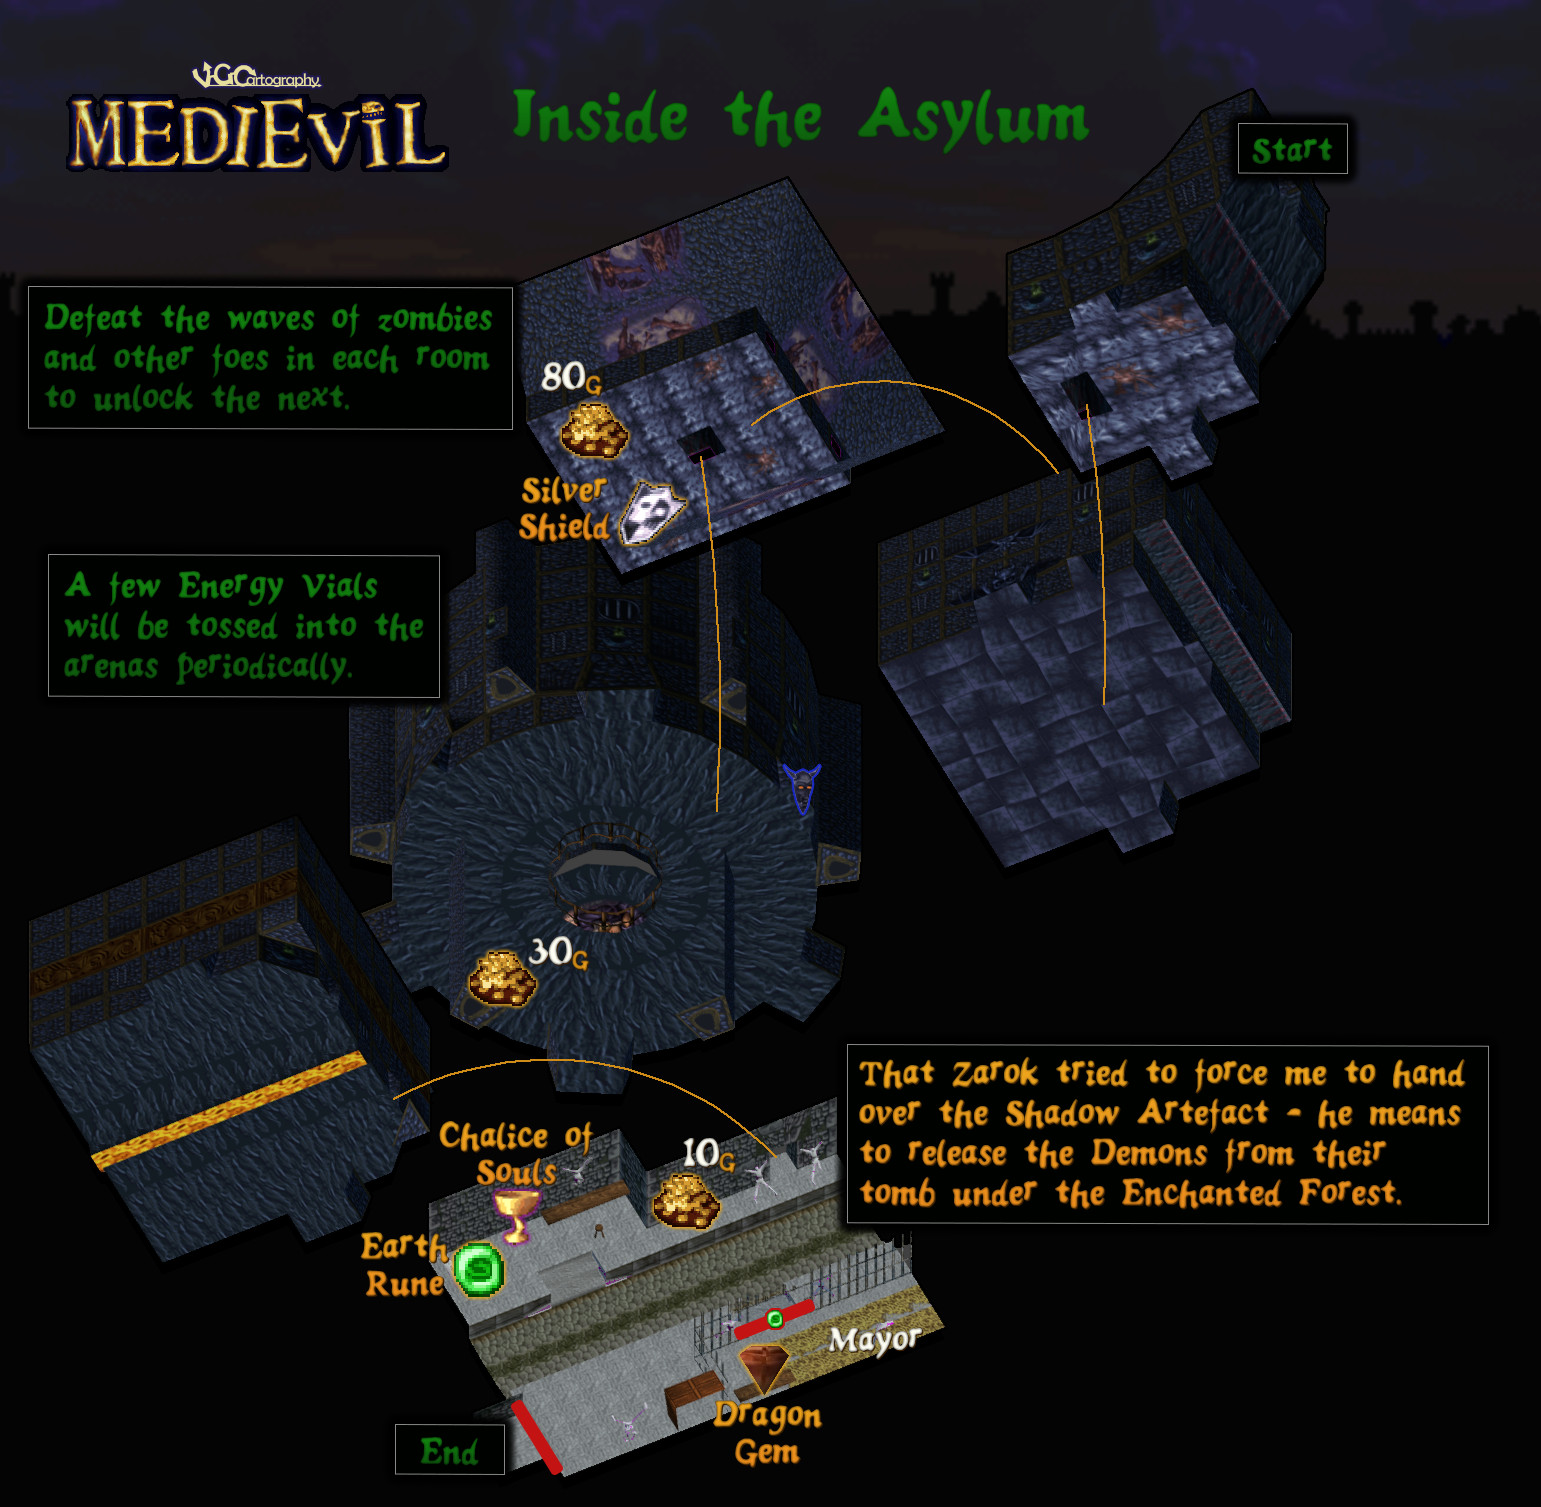 VGCartography
MEDIEVIL
Inside the Asylum
Start
Defeat the waves of zombies
and other foes in each room
to unlock the next.
80G
Silver
Shield
A few Energy Vials
will be tossed into the
arenas periodically.
30G
That Zarok tried to force me to hand
over the Shadow Artefact - he means
to release the Demons from their
tomb under the Enchanted Forest.
Chalice of
Souls
10G
Earth
Rune
Mayor
Dragon
Gem
End